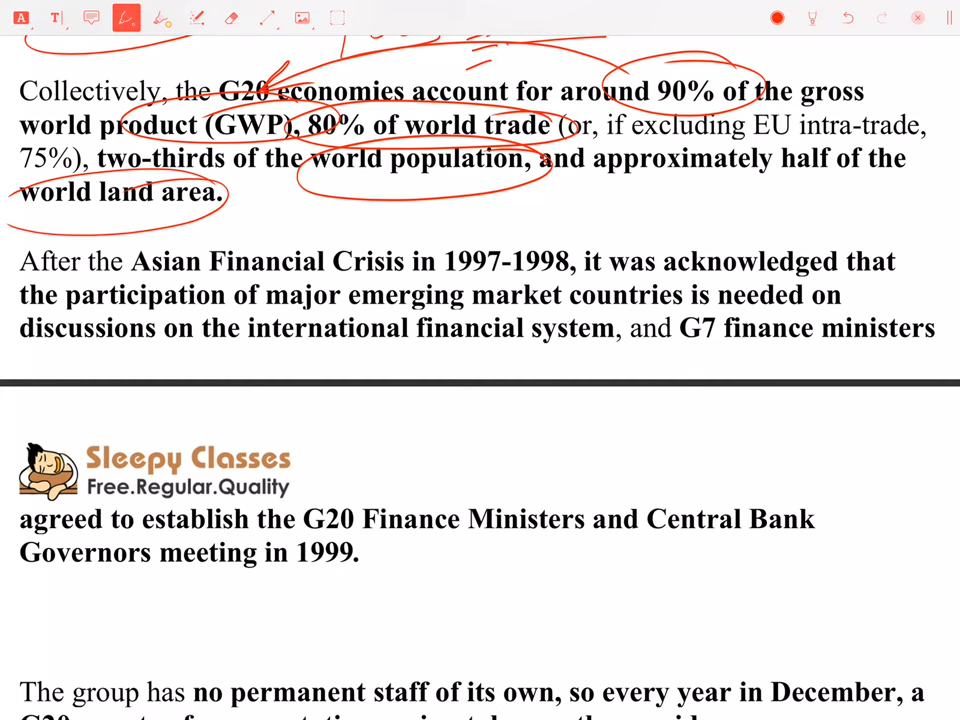 A T
Collectively, the G20 economies account for around 90% of the gross
world product (GWP), 80% of world trade (or, if excluding EU intra-trade,
75%), two-thirds of the world population, and approximately half of the
world land area.
After the Asian Financial Crisis in 1997-1998, it was acknowledged that
the participation of major emerging market countries is needed on
discussions on the international financial system, and G7 finance ministers
Sleepy Classes
Free.Regular.Quality
agreed to establish the G20 Finance Ministers and Central Bank
Governors meeting in 1999.
The group has no permanent staff of its own, so every year in December, a